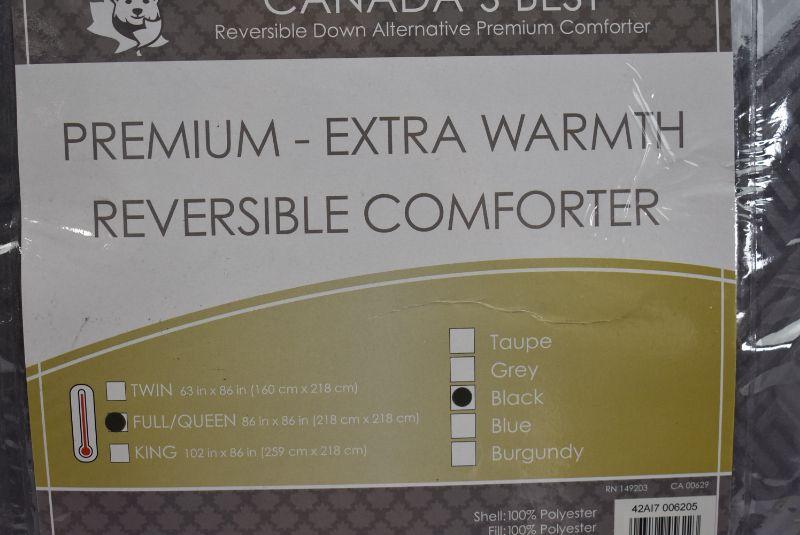 CANADA'S BEST
Reversible Down Alternative Premium Comforter
PREMIUM - EXTRA WARMTH
REVERSIBLE COMFORTER
TWIN 63 in x 86 in (160 cm x 218 cm)
FULL/QUEEN 86 in x 86 in (218 cm x 218 cm)
KING 102 in x 86 in (259 cm x 218 cm)
Taupe
Grey
Black
Blue
Burgundy
RN 149203 CA 00629
42AI7 006205
Shell:100% Polyester
Fill:100% Polyester